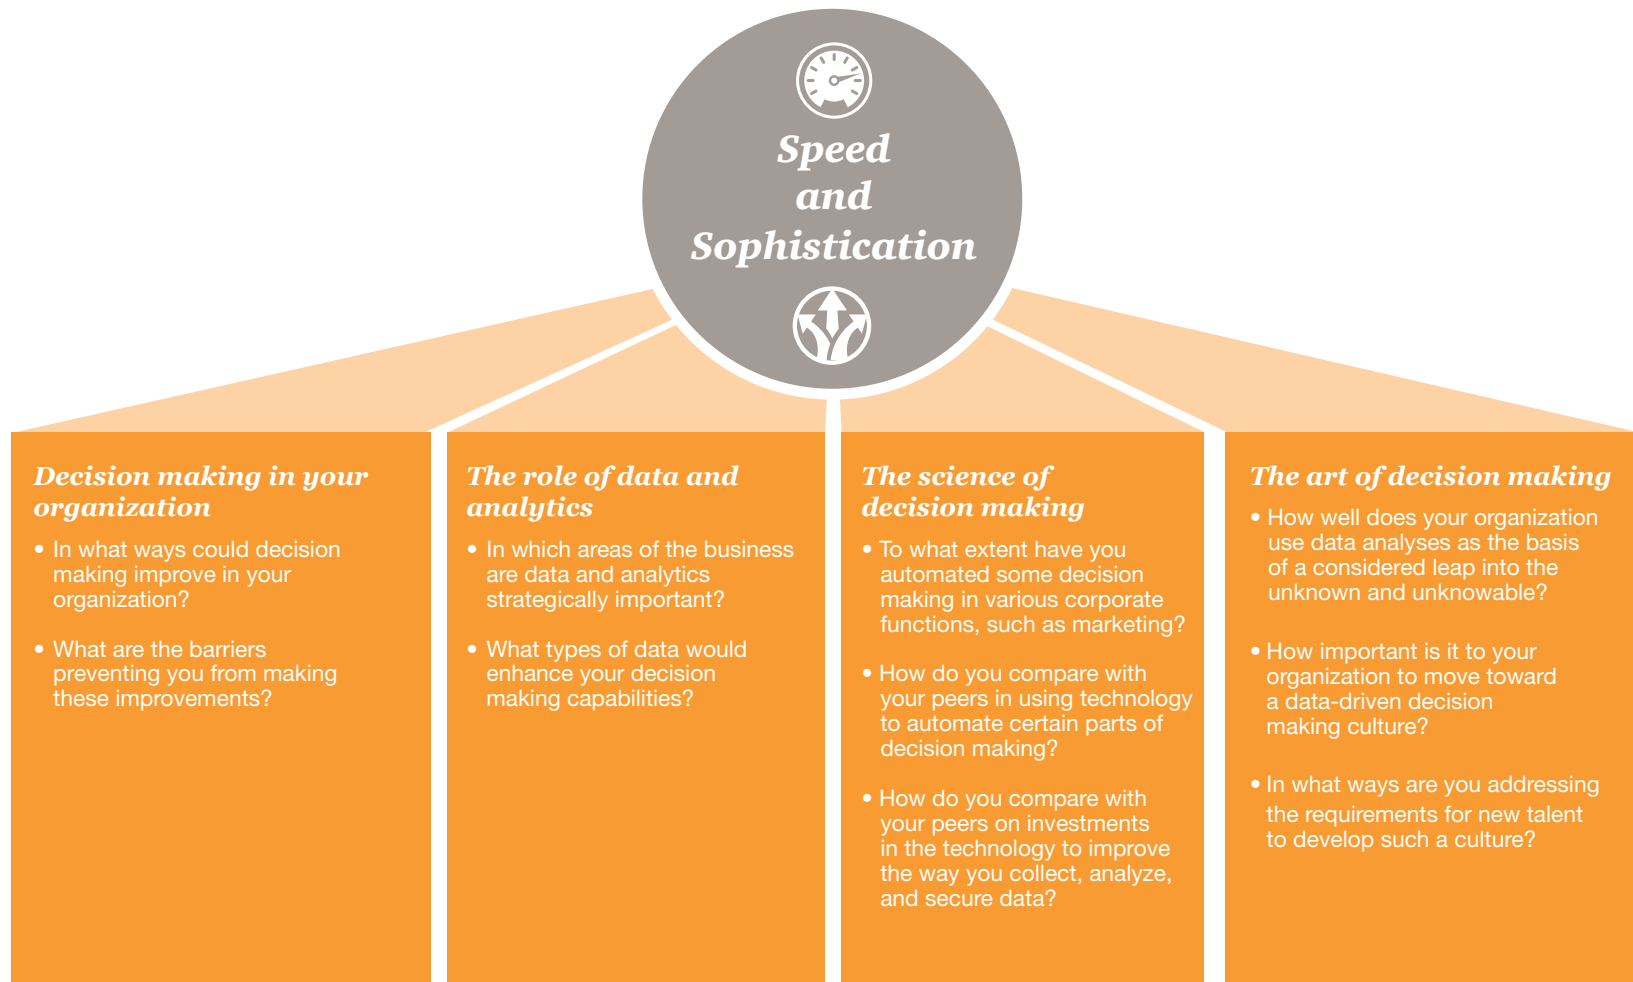 Speed
and
Sophistication
Decision making in your
organization
• In what ways could decision
making improve in your
organization?
• What are the barriers
preventing you from making
these improvements?
The role of data and
analytics
• In which areas of the business
are data and analytics
strategically important?
• What types of data would
enhance your decision
making capabilities?
The science of
decision making
• To what extent have you
automated some decision
making in various corporate
functions, such as marketing?
• How do you compare with
your peers in using technology
to automate certain parts of
decision making?
• How do you compare with
your peers on investments
in the technology to improve
the way you collect, analyze,
and secure data?
The art of decision making
• How well does your organization
use data analyses as the basis
of a considered leap into the
unknown and unknowable?
• How important is it to your
organization to move toward
a data-driven decision
making culture?
• In what ways are you addressing
the requirements for new talent
to develop such a culture?